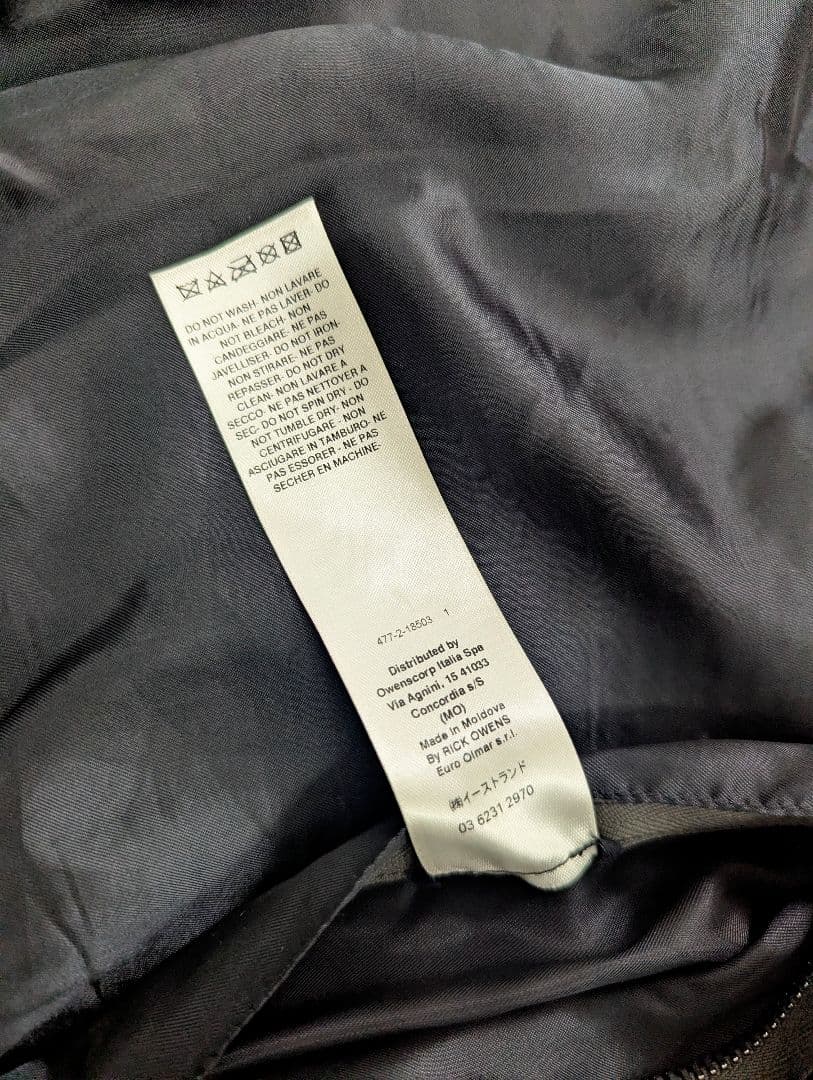 DO NOT WASH- NON LAVARE
IN ACQUA- NE PAS LAVER- DO
NOT BLEACH- NON
CANDEGGIARE- NE PAS
JAVELLISER- DO NOT IRON-
NON STIRARE- NE PAS
REPASSER- DO NOT DRY
CLEAN- NON LAVARE A
SECCO- NE PAS NETTOYER A
SEC- DO NOT SPIN DRY - DO
NOT TUMBLE DRY- NON
CENTRIFUGARE - NON
ASCIUGARE IN TAMBURO- NE
PAS ESSORER - NE PAS
SECHER EN MACHINE-
477-2-18503 1
Distributed by
Owenscorp Italia Spa
Via Agnini, 15 41033
Concordia s/S
(MO)
Made in Moldova
By RICK OWENS
Euro Olmar s.r.l.
㈱イーストランド
03 6231 2970